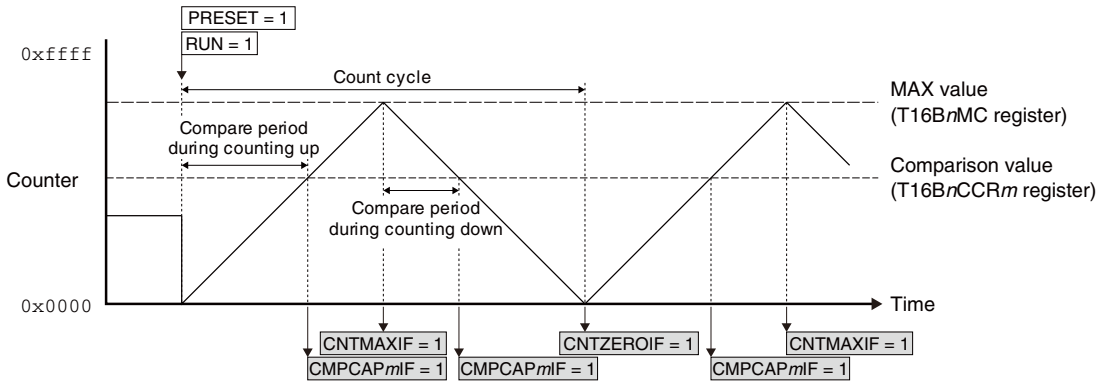 PRESET = 1
RUN = 1
0xffff
Count cycle
MAX value
(T16BnMC register)
Compare period
during counting up
Counter
Comparison value
(T16BnCCRm register)
Compare period
during counting down
0x0000
Time
CNTMAXIF = 1
CNTZEROIF = 1
CNTMAXIF = 1
CMPCAPmIF = 1
CMPCAPmIF = 1
CMPCAPmIF = 1